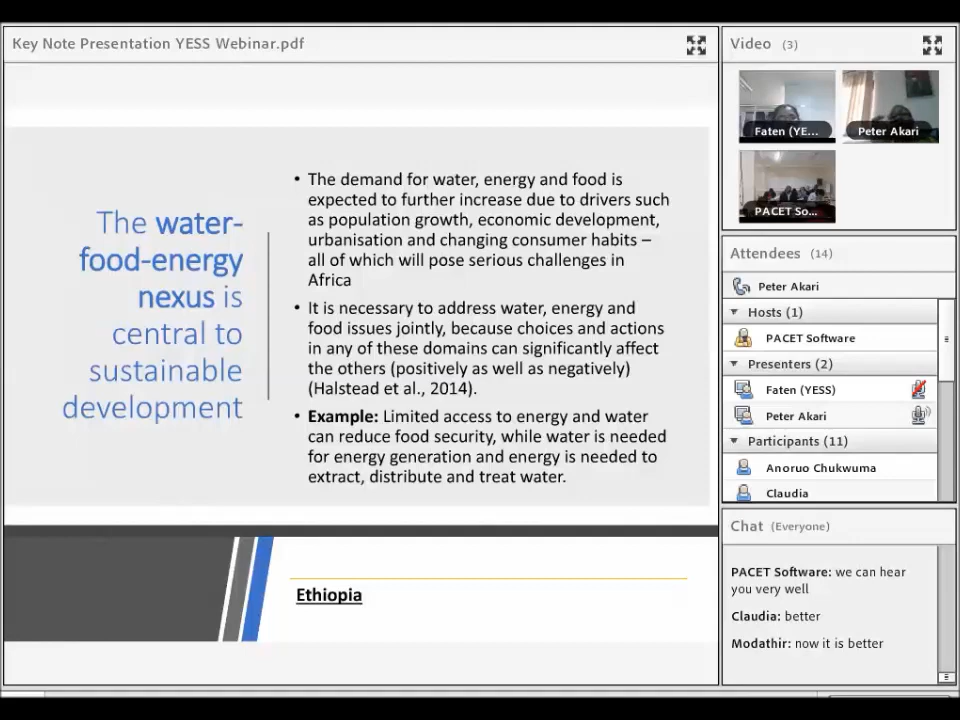 Key Note Presentation YESS Webinar.pdf
The water-
food-energy
nexus is
central to
sustainable
development
• The demand for water, energy and food is
expected to further increase due to drivers such
as population growth, economic development,
urbanisation and changing consumer habits –
all of which will pose serious challenges in
Africa
• It is necessary to address water, energy and
food issues jointly, because choices and actions
in any of these domains can significantly affect
the others (positively as well as negatively)
(Halstead et al., 2014).
• Example: Limited access to energy and water
can reduce food security, while water is needed
for energy generation and energy is needed to
extract, distribute and treat water.
Ethiopia
Video (3)
Faten (YE...
Peter Akari
PACET So...
Attendees (14)
Peter Akari
Hosts (1)
PACET Software
Presenters (2)
Faten (YESS)
Peter Akari
Participants (11)
Anoruo Chukwuma
Claudia
Chat (Everyone)
PACET Software: we can hear
you very well
Claudia: better
Modathir: now it is better